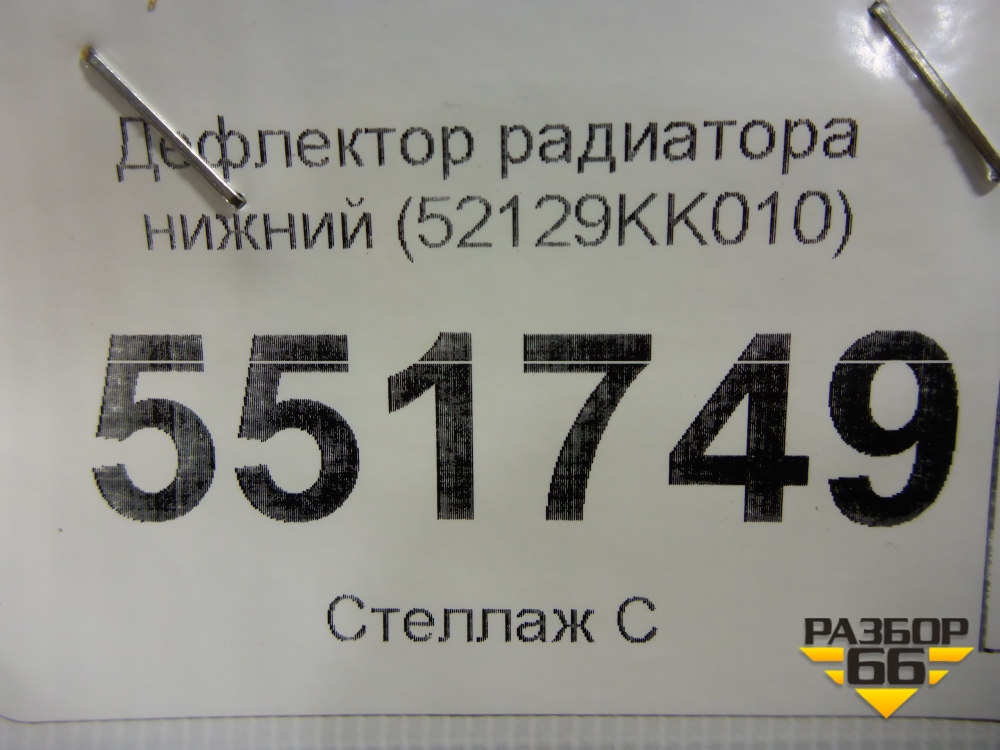 Дефлектор радиатора
нижний (52129KK010)
551749
Стеллаж С
РАЗБОР
66